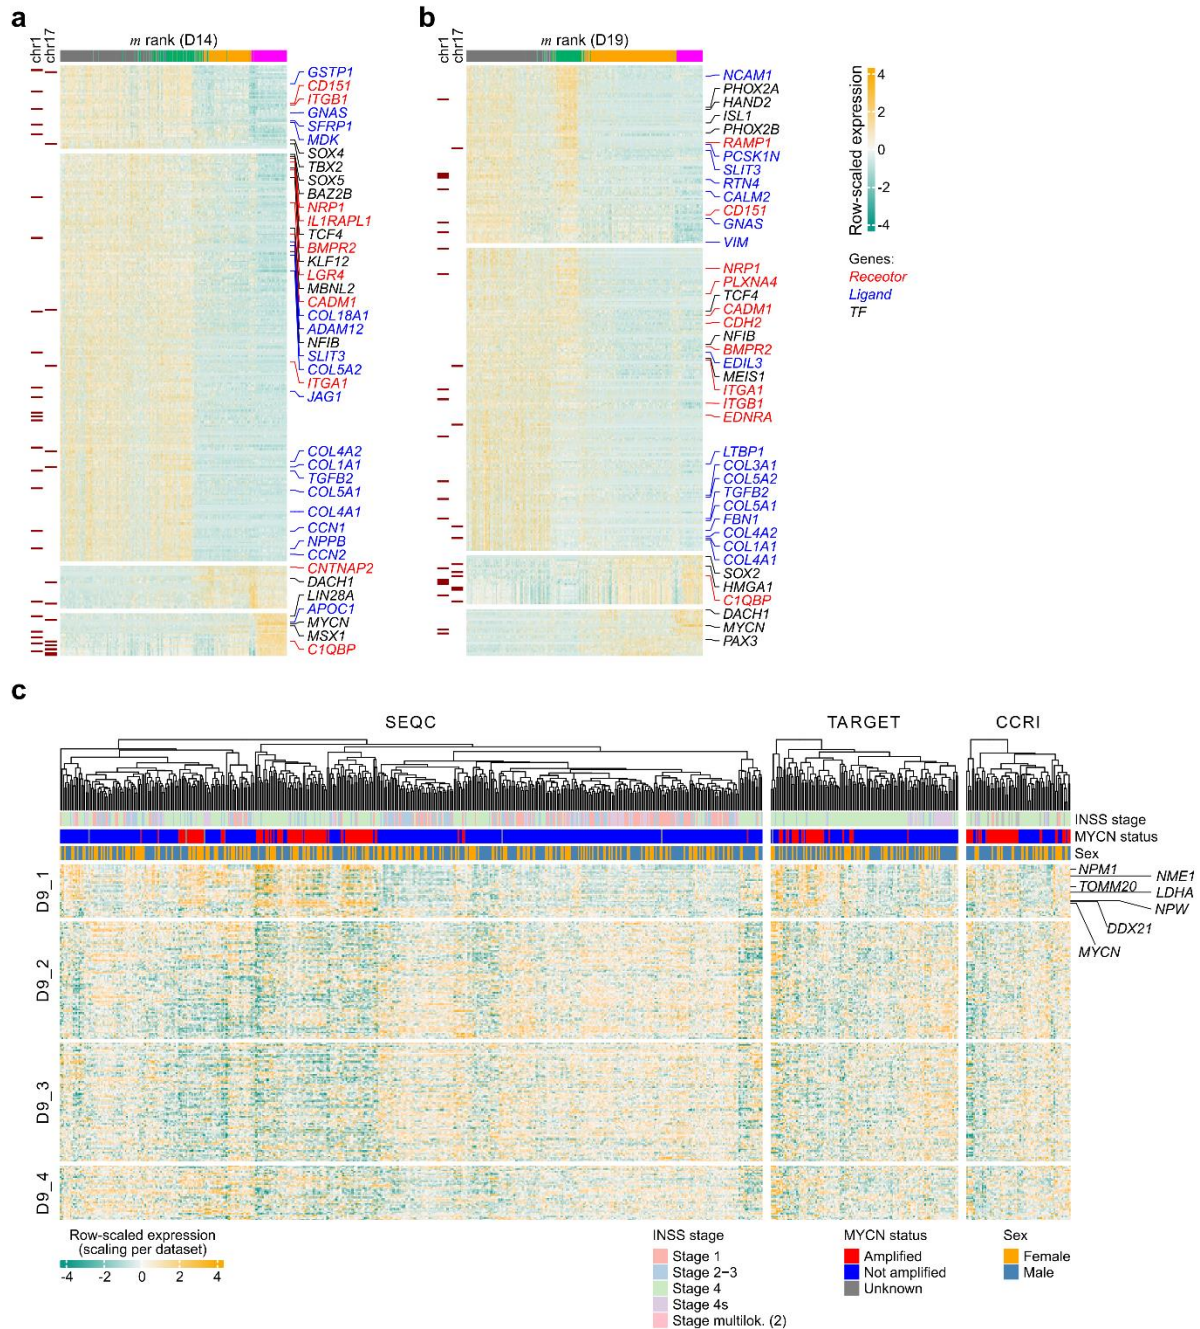 a
chr1
chr17
m rank (D14)
GSTP1
CD151
ITGB1
GNAS
SFRP1
MDK
SOX4
TBX2
SOX5
BAZ2B
NRP1
IL1RAPL1
TCF4
BMPR2
KLF12
LGR4
MBNL2
CADM1
COL18A1
ADAM12
NFIB
SLIT3
COL5A2
ITGA1
JAG1
COL4A2
COL1A1
TGFB2
COL5A1
COL4A1
CCN1
NPPB
CCN2
CNTNAP2
DACH1
LIN28A
APOC1
MYCN
MSX1
C1QBP
b
chr1
chr17
m rank (D19)
NCAM1
PHOX2A
HAND2
ISL1
PHOX2B
RAMP1
PCSK1N
SLIT3
RTN4
CALM2
CD151
GNAS
VIM
NRP1
PLXNA4
TCF4
CADM1
CDH2
NFIB
BMPR2
EDIL3
MEIS1
ITGA1
ITGB1
EDNRA
LTBP1
COL3A1
COL5A2
TGFB2
COL5A1
FBN1
COL4A2
COL1A1
COL4A1
SOX2
HMGA1
C1QBP
DACH1
MYCN
PAX3
Row-scaled expression
4
2
0
-2
-4
Genes:
Receotor
Ligand
TF
c
SEQC
TARGET
CCRI
INSS stage
MYCN status
Sex
D9_1
D9_2
D9_3
D9_4
NPM1
NME1
TOMM20
LDHA
NPW
DDX21
MYCN
Row-scaled expression
(scaling per dataset)
-4 -2 0 2 4
INSS stage
Stage 1
Stage 2-3
Stage 4
Stage 4s
Stage multilok. (2)
MYCN status
Amplified
Not amplified
Unknown
Sex
Female
Male